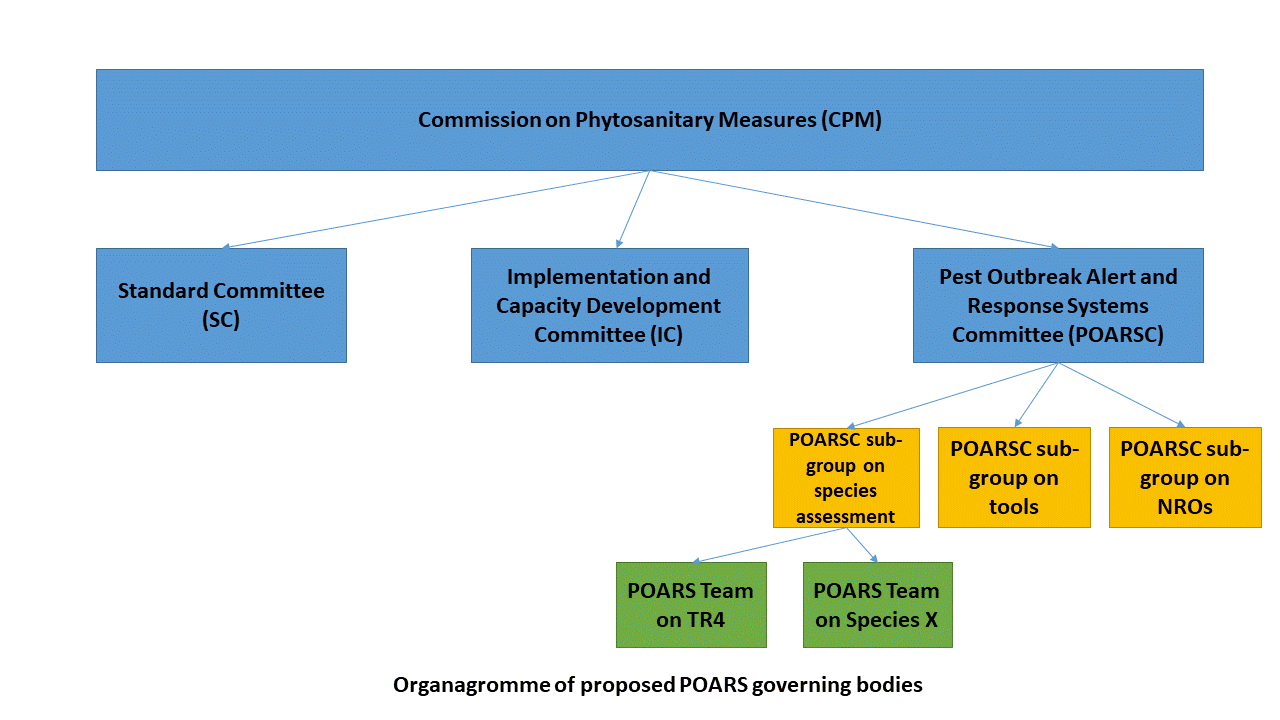 Commission on Phytosanitary Measures (CPM)
Standard Committee
(SC)
Implementation and
Capacity Development
Committee (IC)
Pest Outbreak Alert and
Response Systems
Committee (POARSC)
POARSC sub-
group on
species
assessment
POARSC sub-
group on
tools
POARSC sub-
group on
NROs
POARS Team
on TR4
POARS Team
on Species X
Organagromme of proposed POARS governing bodies